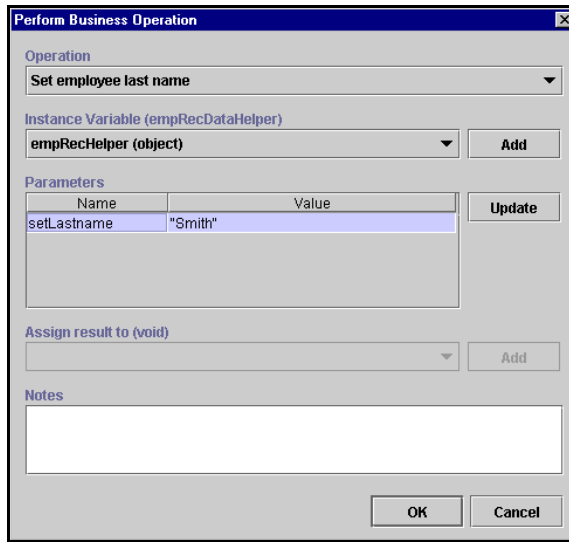 Perform Business Operation
Operation
Set employee last name
Instance Variable (empRecDataHelper)
empRecHelper (object)
Add
Parameters
Name Value
Update
setLastname "Smith"
Assign result to (void)
Add
Notes
OK Cancel